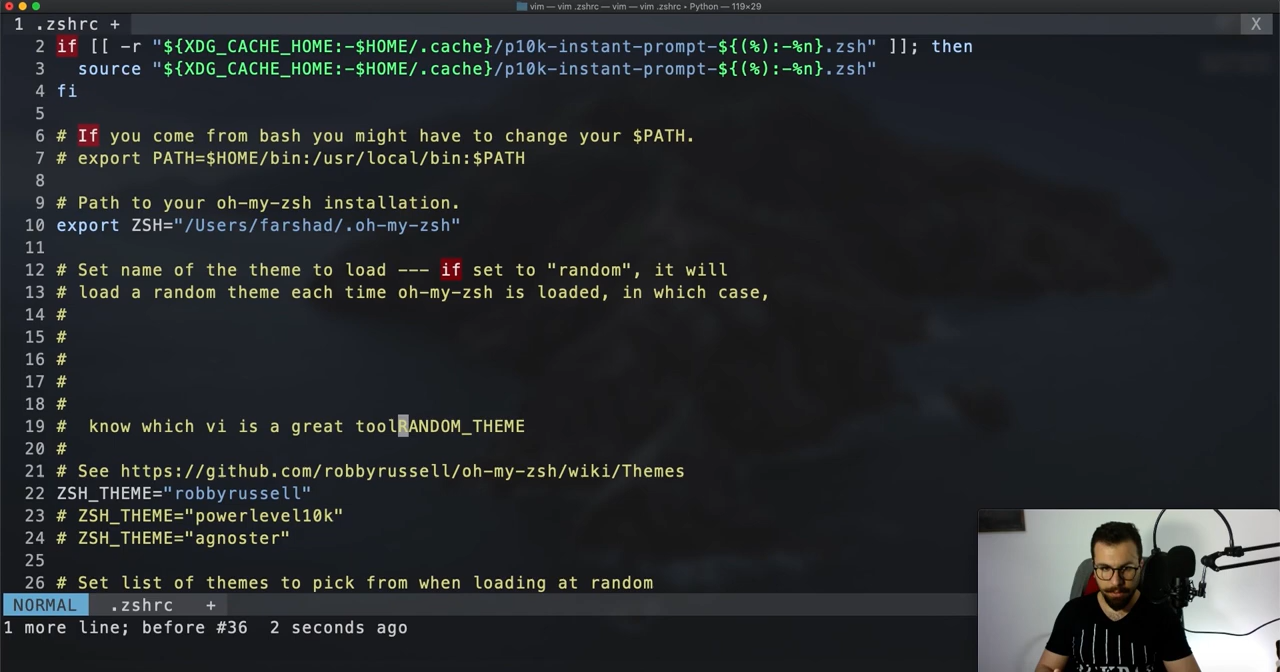 vim — vim .zshrc — vim — vim .zshrc • Python — 119×29
1 .zshrc + X
2 if [[ -r "${XDG_CACHE_HOME:-$HOME/.cache}/p10k-instant-prompt-${(%):-%n}.zsh" ]]; then
3 source "${XDG_CACHE_HOME:-$HOME/.cache}/p10k-instant-prompt-${(%):-%n}.zsh"
4 fi
5
6 # If you come from bash you might have to change your $PATH.
7 # export PATH=$HOME/bin:/usr/local/bin:$PATH
8
9 # Path to your oh-my-zsh installation.
10 export ZSH="/Users/farshad/.oh-my-zsh"
11
12 # Set name of the theme to load --- if set to "random", it will
13 # load a random theme each time oh-my-zsh is loaded, in which case,
14 #
15 #
16 #
17 #
18 #
19 #  know which vi is a great toolRANDOM_THEME
20 #
21 # See https://github.com/robbyrussell/oh-my-zsh/wiki/Themes
22 ZSH_THEME="robbyrussell"
23 # ZSH_THEME="powerlevel10k"
24 # ZSH_THEME="agnoster"
25
26 # Set list of themes to pick from when loading at random
NORMAL .zshrc +
1 more line; before #36  2 seconds ago